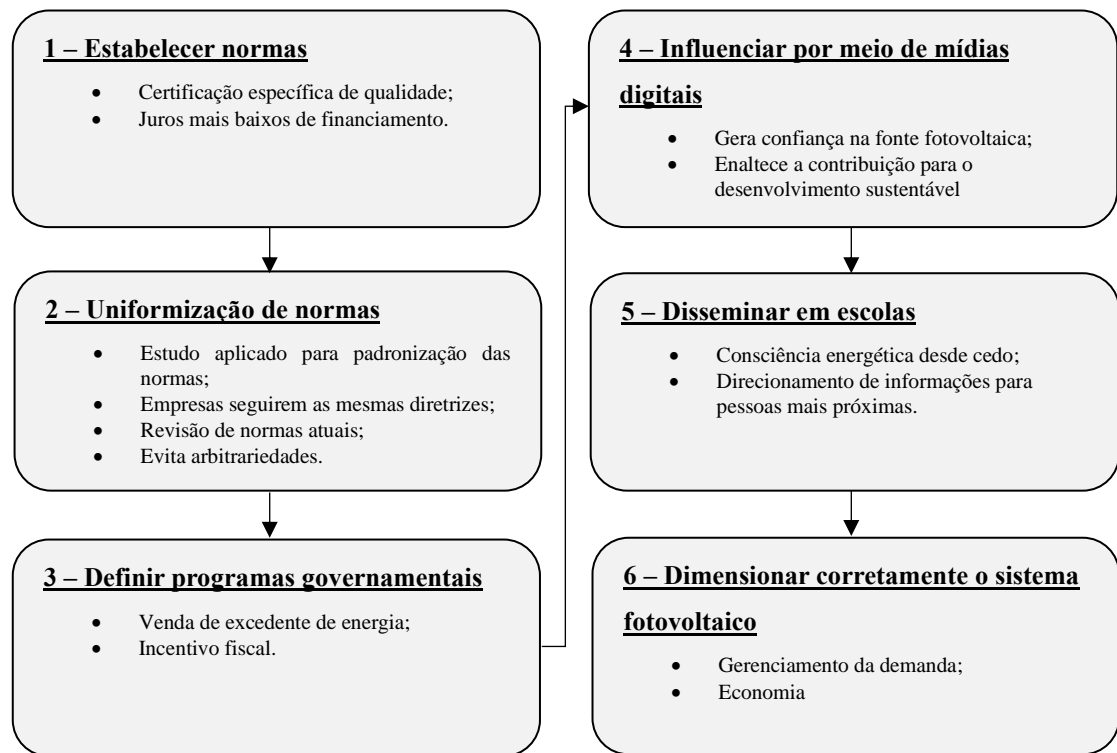 1 – Estabelecer normas
• Certificação específica de qualidade;
• Juros mais baixos de financiamento.
2 – Uniformização de normas
• Estudo aplicado para padronização das
normas;
• Empresas seguirem as mesmas diretrizes;
• Revisão de normas atuais;
• Evita arbitrariedades.
3 – Definir programas governamentais
• Venda de excedente de energia;
• Incentivo fiscal.
4 – Influenciar por meio de mídias
digitais
• Gera confiança na fonte fotovoltaica;
• Enaltece a contribuição para o
desenvolvimento sustentável
5 – Disseminar em escolas
• Consciência energética desde cedo;
• Direcionamento de informações para
pessoas mais próximas.
6 – Dimensionar corretamente o sistema
fotovoltaico
• Gerenciamento da demanda;
• Economia